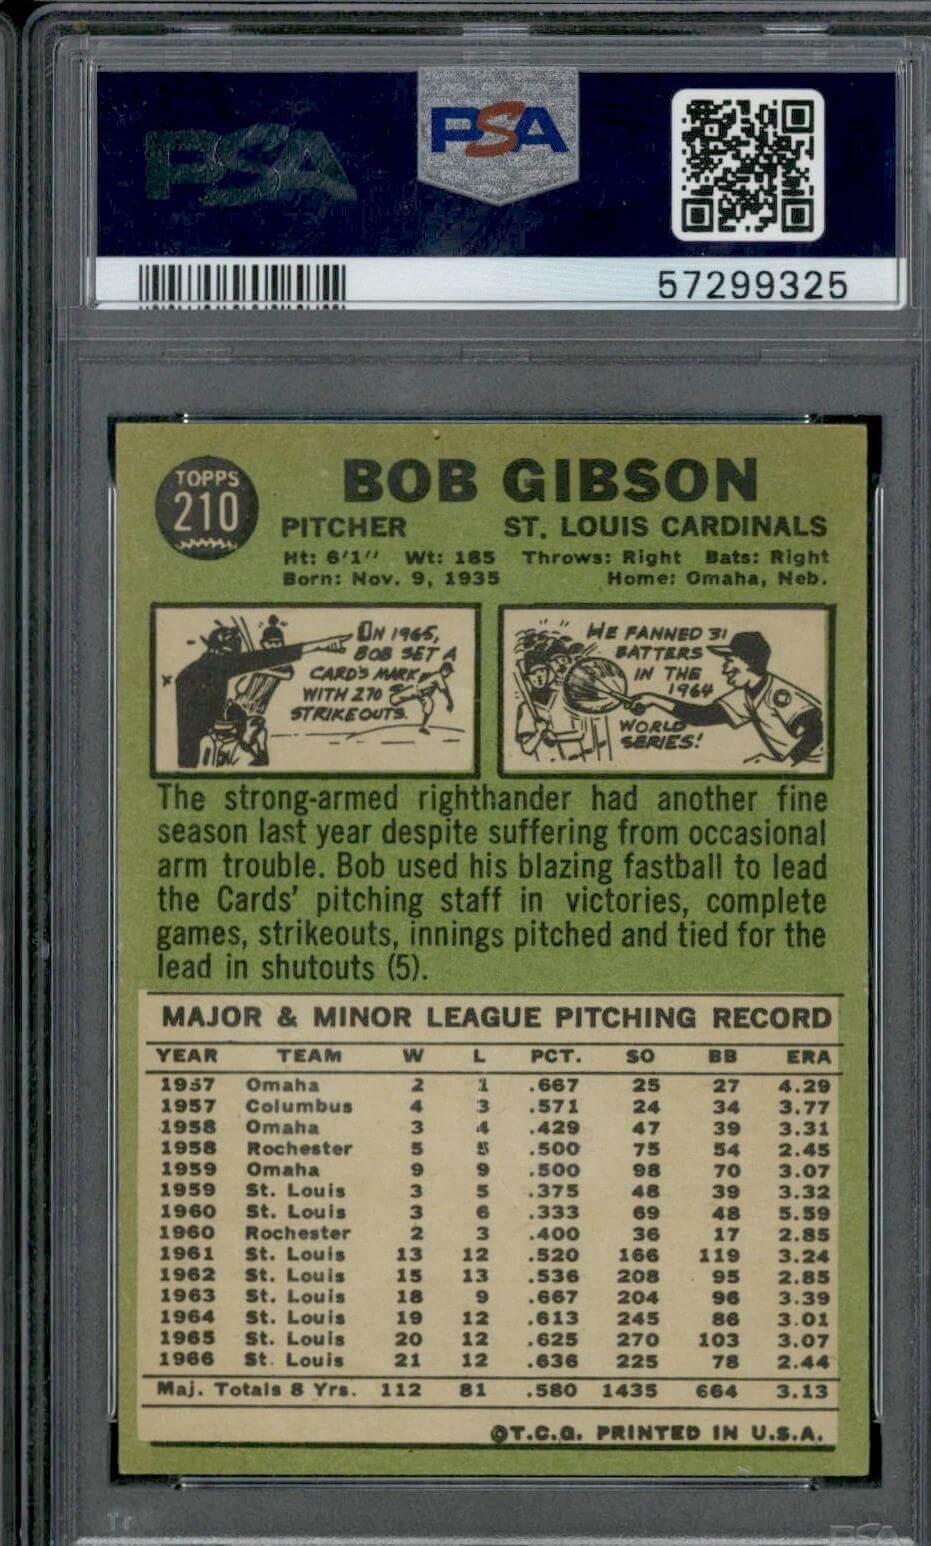 PSA
PSA
57299325
TOPPS
210
BOB GIBSON
PITCHER ST. LOUIS CARDINALS
Ht: 6'1" Wt: 185 Throws: Right Bats: Right
Born: Nov. 9, 1935 Home: Omaha, Neb.
IN 1965,
BOB SET A
CARDS MARK
WITH 270
STRIKEOUTS.
HE FANNED 31
BATTERS
IN THE
1964
WORLD
SERIES!
The strong-armed righthander had another fine
season last year despite suffering from occasional
arm trouble. Bob used his blazing fastball to lead
the Cards' pitching staff in victories, complete
games, strikeouts, innings pitched and tied for the
lead in shutouts (5).
MAJOR & MINOR LEAGUE PITCHING RECORD
YEAR TEAM W L PCT. SO BB ERA
1957 Omaha 2 1 .667 25 27 4.29
1957 Columbus 4 3 .571 24 34 3.77
1958 Omaha 3 4 .429 47 39 3.31
1958 Rochester 5 5 .500 75 54 2.45
1959 Omaha 9 9 .500 98 70 3.07
1959 St. Louis 3 5 .375 48 39 3.32
1960 St. Louis 3 6 .333 69 48 5.59
1960 Rochester 2 3 .400 36 17 2.85
1961 St. Louis 13 12 .520 166 119 3.24
1962 St. Louis 15 13 .536 208 95 2.85
1963 St. Louis 18 9 .667 204 96 3.39
1964 St. Louis 19 12 .613 245 86 3.01
1965 St. Louis 20 12 .625 270 103 3.07
1966 St. Louis 21 12 .636 225 78 2.44
Maj. Totals 8 Yrs. 112 81 .580 1435 664 3.13
©T.C.G. PRINTED IN U.S.A.
PSA